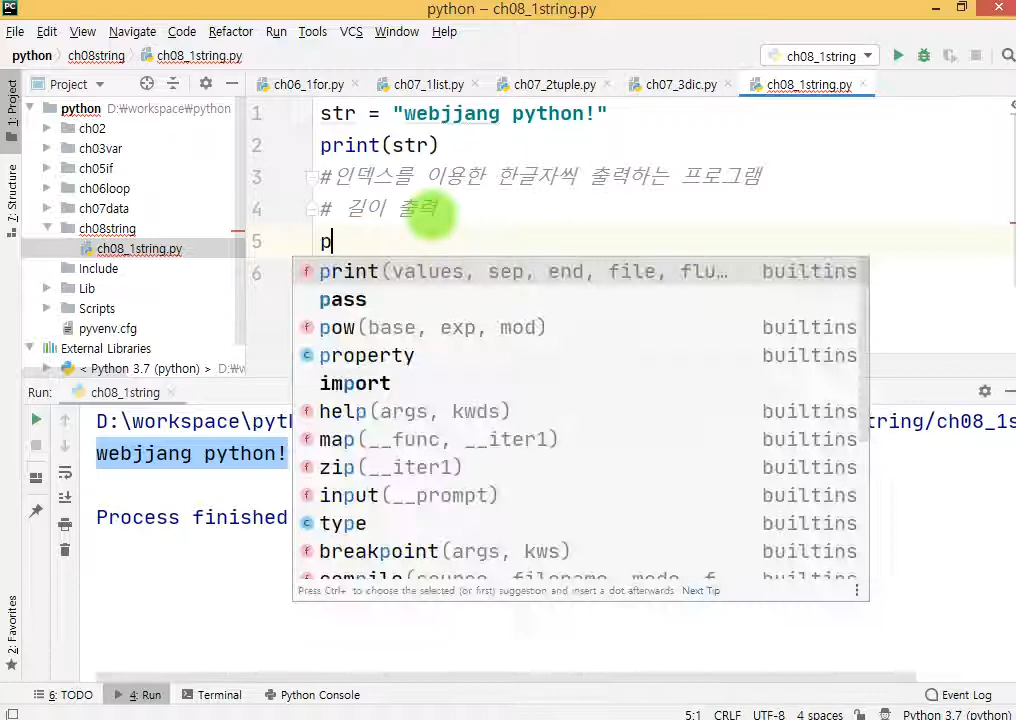 PC python – ch08_1string.py
File Edit View Navigate Code Refactor Run Tools VCS Window Help
python ch08string ch08_1string.py ch08_1string
1: Project
Project
ch06_1for.py ch07_1list.py ch07_2tuple.py ch07_3dic.py ch08_1string.py
python D:\workspace\python
ch02
ch03var
ch05if
ch06loop
ch07data
ch08string
ch08_1string.py
Include
Lib
Scripts
pyvenv.cfg
External Libraries
< Python 3.7 (python) > D:\w
7: Structure
2: Favorites
1 str = "webjjang python!"
2 print(str)
3 #인덱스를 이용한 한글자씩 출력하는 프로그램
4 # 길이 출력
5 p
6
print(values, sep, end, file, flu… builtins
pass
pow(base, exp, mod) builtins
property builtins
import
help(args, kwds) builtins
map(__func, __iter1) builtins
zip(__iter1) builtins
input(__prompt) builtins
type builtins
breakpoint(args, kws) builtins
compile(source, filename, mode, f… builtins
Press Ctrl+ to choose the selected (or first) suggestion and insert a dot afterwards Next Tip
Run: ch08_1string
D:\workspace\pyth tring/ch08_1s
webjjang python!
Process finished
6: TODO 4: Run Terminal Python Console Event Log
5:1 CRLF UTF-8 4 spaces Python 3.7 (python)